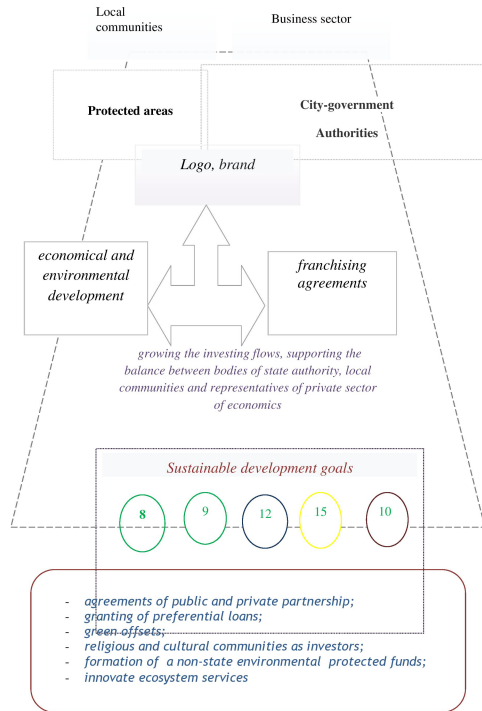 Local
communities
Business sector
Protected areas
City-government
Authorities
Logo, brand
economical and
environmental
development
franchising
agreements
growing the investing flows, supporting the
balance between bodies of state authority, local
communities and representatives of private sector
of economics
Sustainable development goals
8
9
12
15
10
- agreements of public and private partnership;
- granting of preferential loans;
- green offsets;
- religious and cultural communities as investors;
- formation of a non-state environmental protected funds;
- innovate ecosystem services